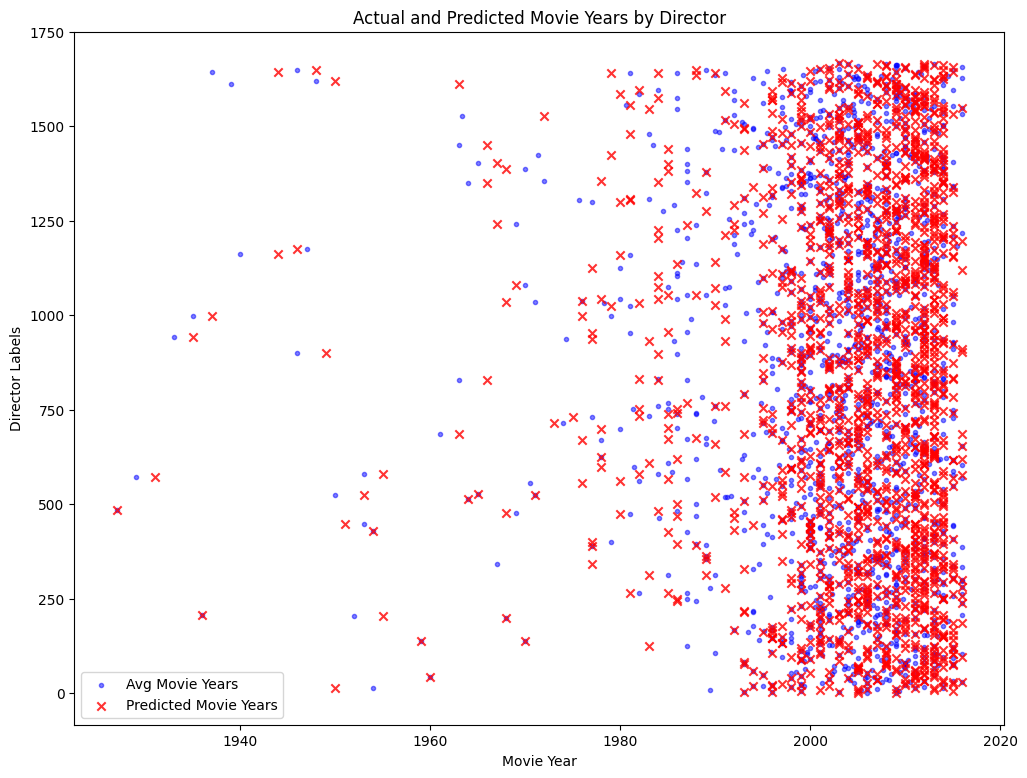 Actual and Predicted Movie Years by Director
1750
1500
1250
1000
750
500
250
0
Director Labels
Avg Movie Years
Predicted Movie Years
1940
1960
1980
2000
2020
Movie Year